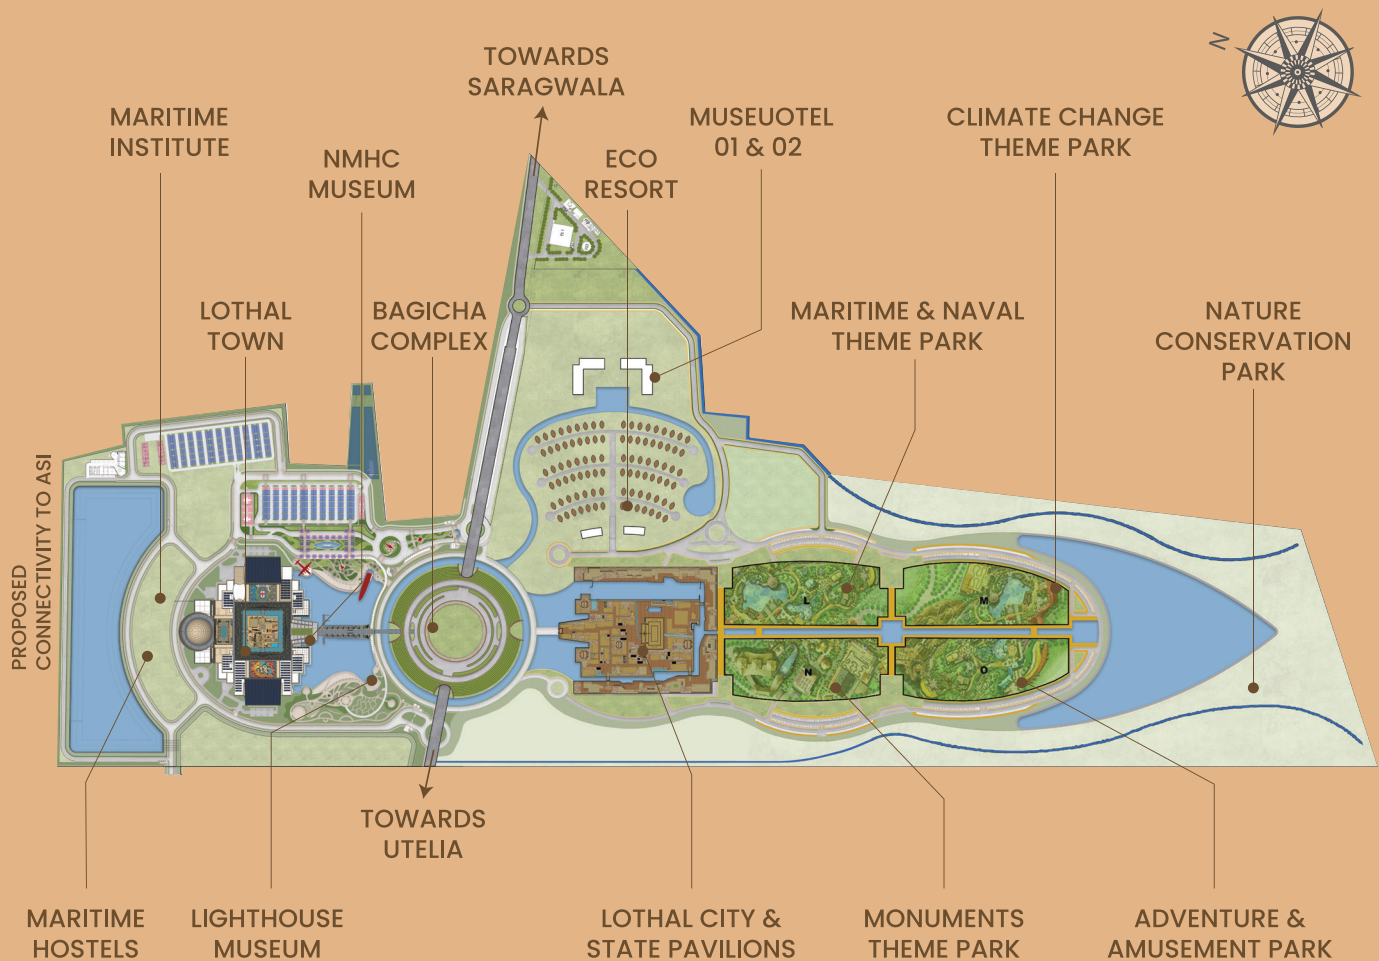 N
TOWARDS
SARAGWALA
MARITIME
INSTITUTE
MUSEUOTEL
01 & 02
CLIMATE CHANGE
THEME PARK
NMHC
MUSEUM
ECO
RESORT
LOTHAL
TOWN
BAGICHA
COMPLEX
MARITIME & NAVAL
THEME PARK
NATURE
CONSERVATION
PARK
PROPOSED
CONNECTIVITY TO ASI
L
M
N
O
TOWARDS
UTELIA
MARITIME
HOSTELS
LIGHTHOUSE
MUSEUM
LOTHAL CITY &
STATE PAVILIONS
MONUMENTS
THEME PARK
ADVENTURE &
AMUSEMENT PARK